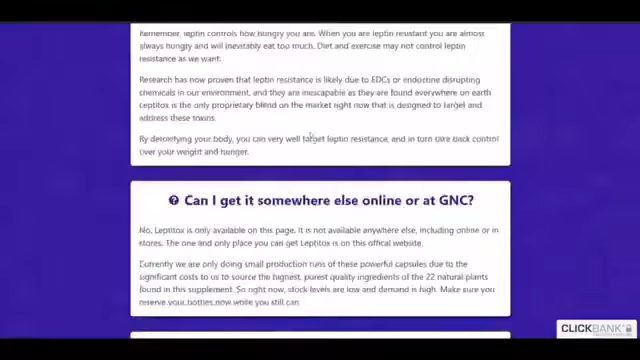 Remember, leptin controls how hungry you are. When you are leptin resistant you are almost
always hungry and will inevitably eat too much. Diet and exercise may not control leptin
resistance as we want.
Research has now proven that leptin resistance is likely due to EDCs or endocrine disrupting
chemicals in our environment, and they are inescapable as they are found everywhere on earth
Leptitox is the only proprietary blend on the market right now that is designed to target and
address these toxins.
By detoxifying your body, you can very well target leptin resistance, and in turn take back control
over your weight and hunger.
Can I get it somewhere else online or at GNC?
No, Leptitox is only available on this page. It is not available anywhere else, including online or in
stores. The one and only place you can get Leptitox is on this offical website.
Currently we are only doing small production runs of these powerful capsules due to the
significant costs to us to source the highest, purest quality ingredients of the 22 natural plants
found in this supplement. So right now, stock levels are low and demand is high. Make sure you
reserve your bottles now while you still can.
CLICKBANK